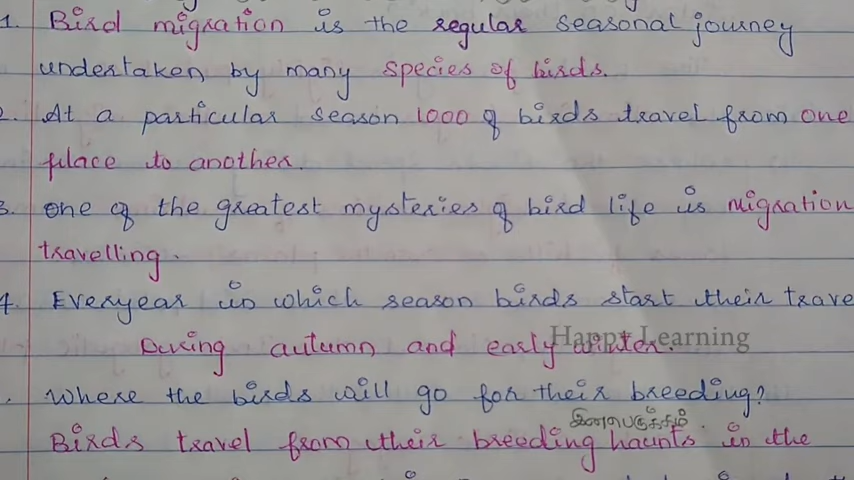 1. Bird migration is the regular seasonal journey
undertaken by many species of birds.
2. At a particular season 1000 of birds travel from one
place to another.
3. one of the greatest mysteries of bird life is migration
travelling.
4. Everyyear in which season birds start their trave
During autumn and early winter.
Happy Learning
. Where the birds will go for their breeding?
இனப்பெருக்கம்.
Birds travel from their breeding haunts in the